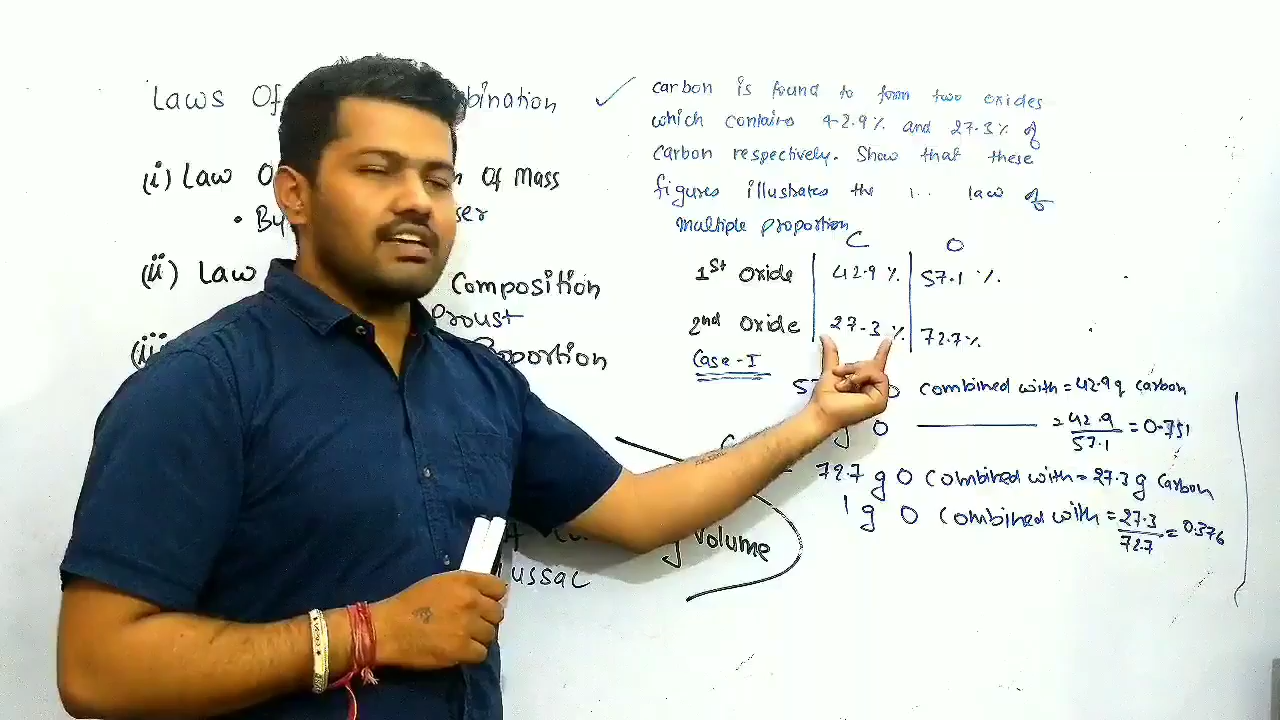 Laws Of bination
(i) Law O Of Mass
• By ser
(ii) Law Composition
Proust
(iii) Proportion
g Volume
ussac
✓ carbon is found to form two oxides
which contains 42.9% and 27.3% of
carbon respectively. Show that these
figures illustrates the law of
Multiple proportion
C O
1st Oxide 42.9 % 57.1 %.
2nd Oxide 27.3 % 72.7%
Case-I
5 O combined with = 42.9g carbon
g O = 42.9/57.1 = 0.751
72.7 g O Combined with = 27.3 g Carbon
1 g O Combined with = 27.3/72.7 = 0.376